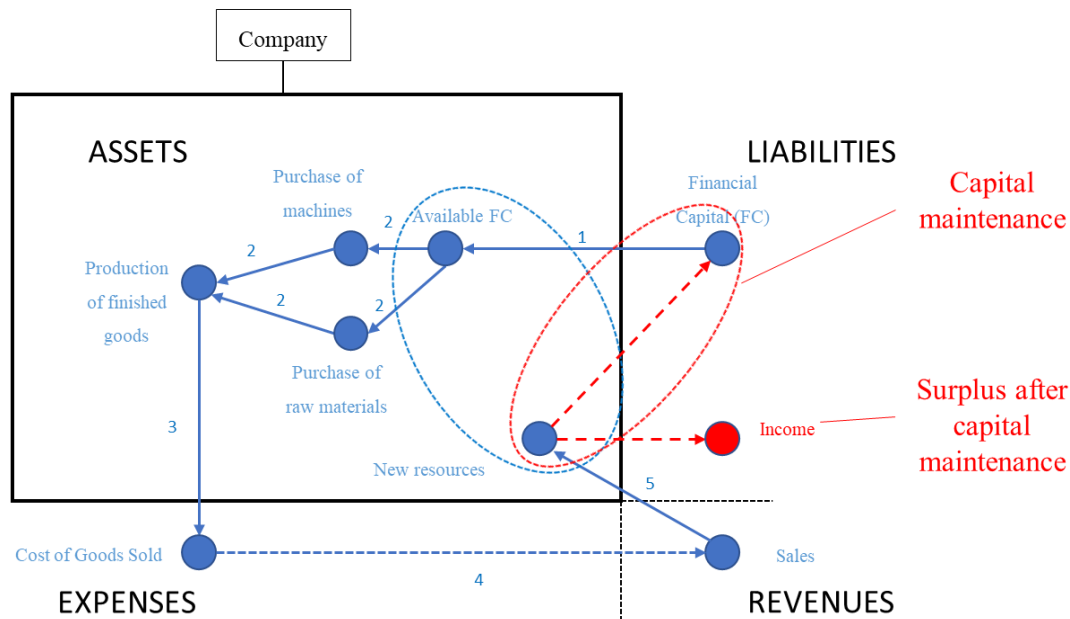 Company
ASSETS
LIABILITIES
Purchase of
machines
Available FC
Financial
Capital (FC)
Capital
maintenance
2
1
2
Production
of finished
goods
2
2
Purchase of
raw materials
3
Surplus after
capital
maintenance
Income
New resources
5
Cost of Goods Sold
Sales
4
EXPENSES
REVENUES